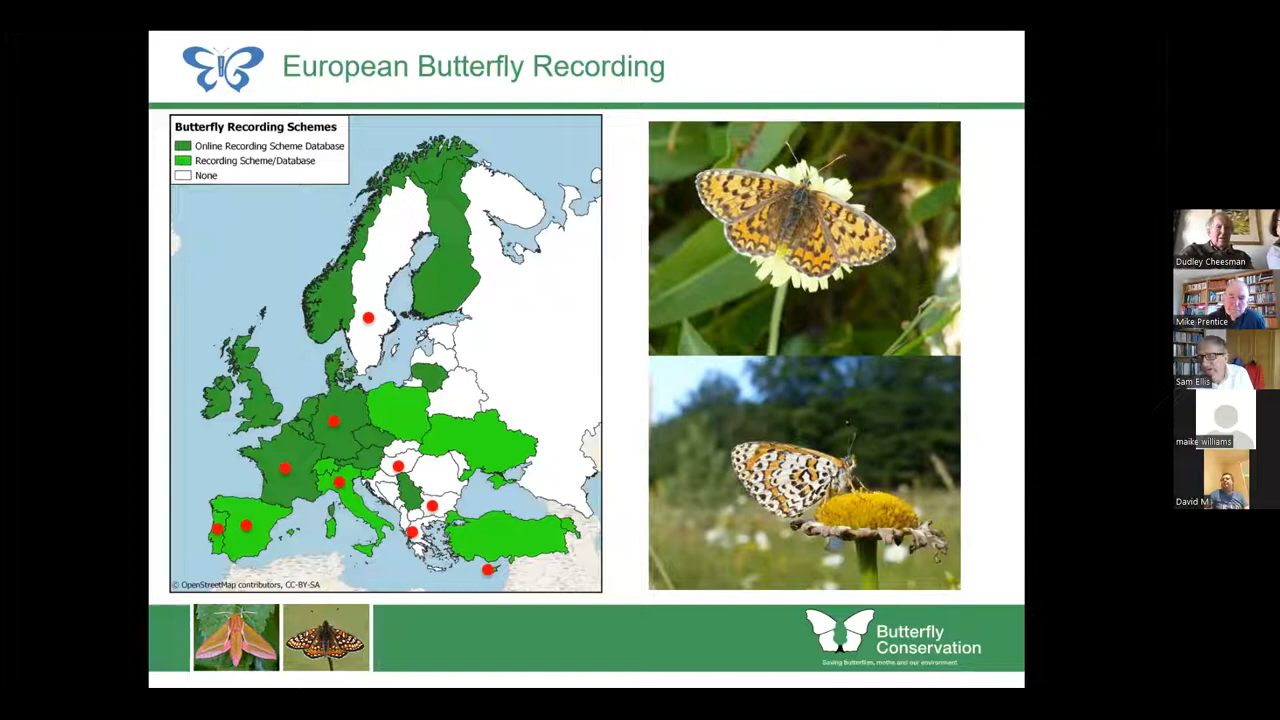 European Butterfly Recording
Butterfly Recording Schemes
Online Recording Scheme Database
Recording Scheme/Database
None
© OpenStreetMap contributors, CC-BY-SA
Butterfly
Conservation
Saving butterflies, moths and our environment
Dudley Cheesman
Mike Prentice
Sam Ellis
maike williams
David M